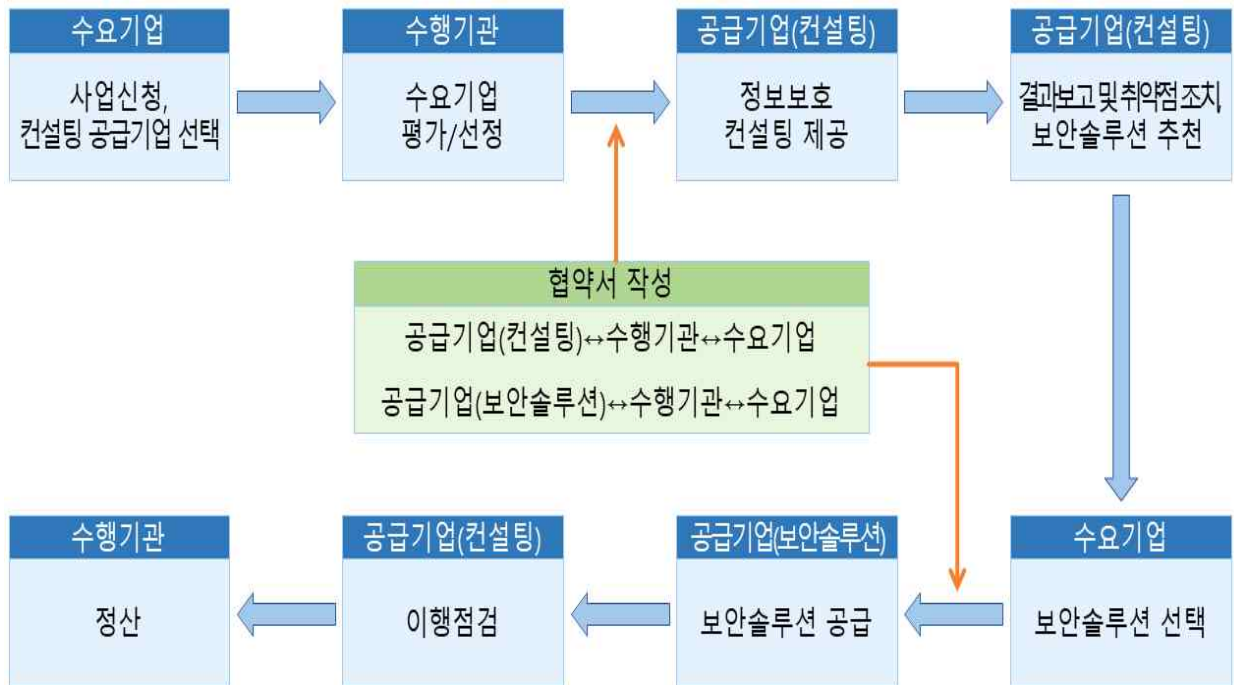 수요기업
사업신청,
컨설팅 공급기업 선택
수행기관
수요기업
평가/선정
공급기업(컨설팅)
정보보호
컨설팅 제공
공급기업(컨설팅)
결과보고 및 취약점 조치,
보안솔루션 추천
협약서 작성
공급기업(컨설팅)↔수행기관↔수요기업
공급기업(보안솔루션)↔수행기관↔수요기업
수행기관
정산
공급기업(컨설팅)
이행점검
공급기업(보안솔루션)
보안솔루션 공급
수요기업
보안솔루션 선택